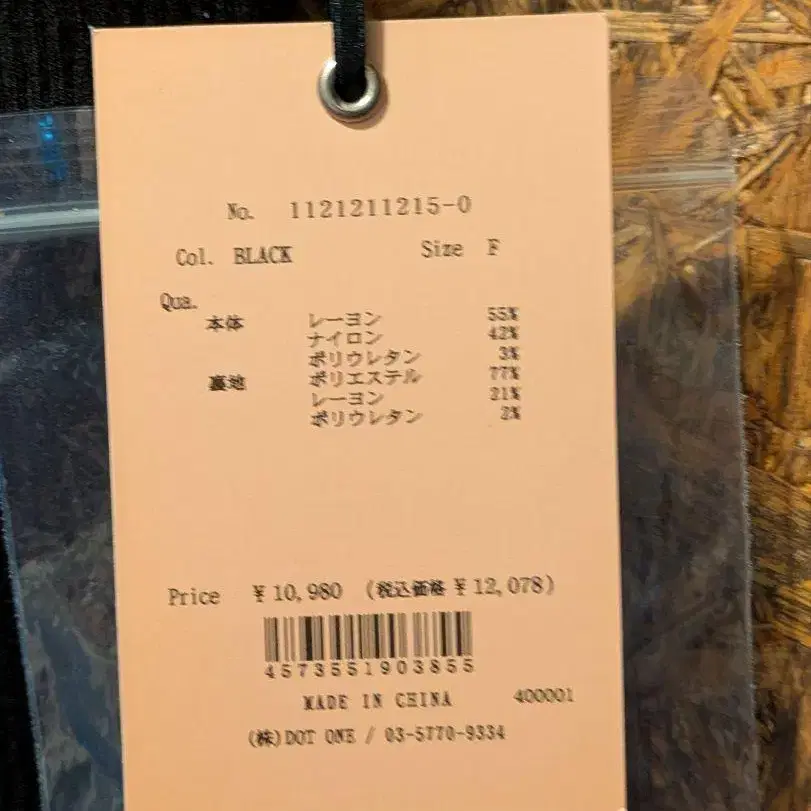 No. 1121211215-0
Col. BLACK Size F
Qua.
本体 レーヨン 55%
ナイロン 42%
ポリウレタン 3%
裏地 ポリエステル 77%
レーヨン 21%
ポリウレタン 2%
Price ¥10,980 (税込価格 ¥12,078)
4573551903855
MADE IN CHINA 400001
(株)DOT ONE / 03-5770-9334